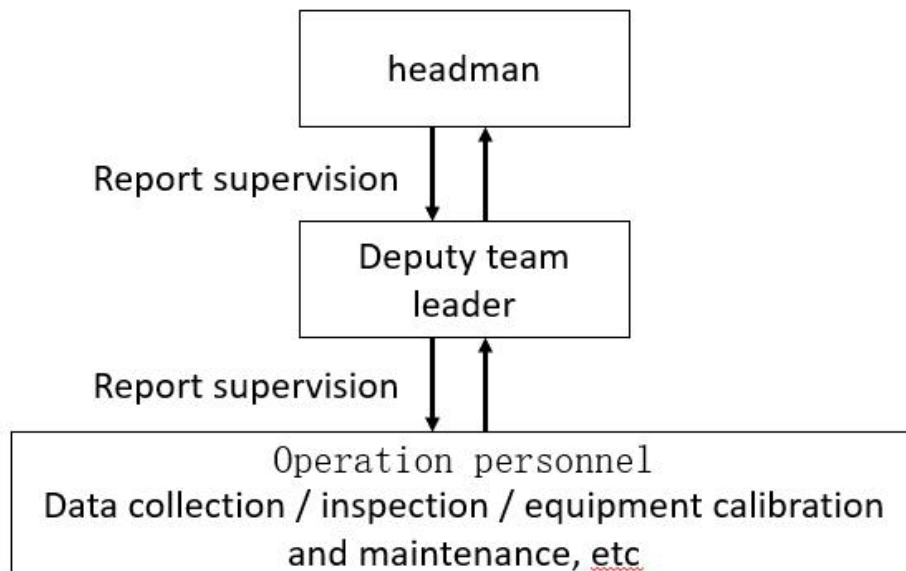 headman
Report supervision
Deputy team
leader
Report supervision
Operation personnel
Data collection / inspection / equipment calibration
and maintenance, etc